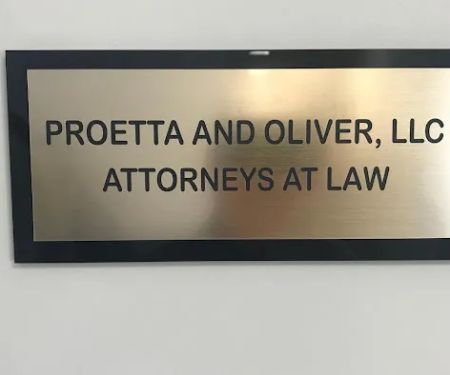 PROETTA AND OLIVER, LLC
ATTORNEYS AT LAW